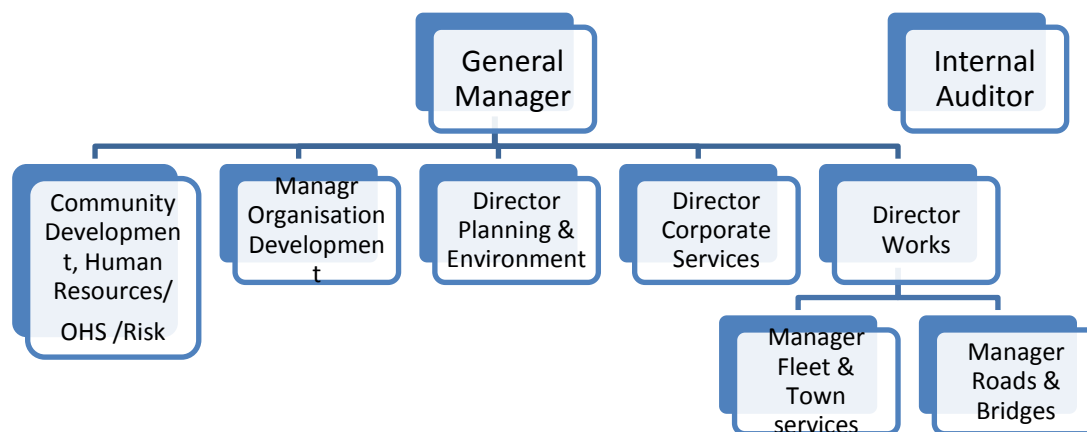 General
Manager
Internal
Auditor
Community
Developmen
t, Human
Resources/
OHS /Risk
Managr
Organisation
Developmen
t
Director
Planning &
Environment
Director
Corporate
Services
Director
Works
Manager
Fleet &
Town
services
Manager
Roads &
Bridges